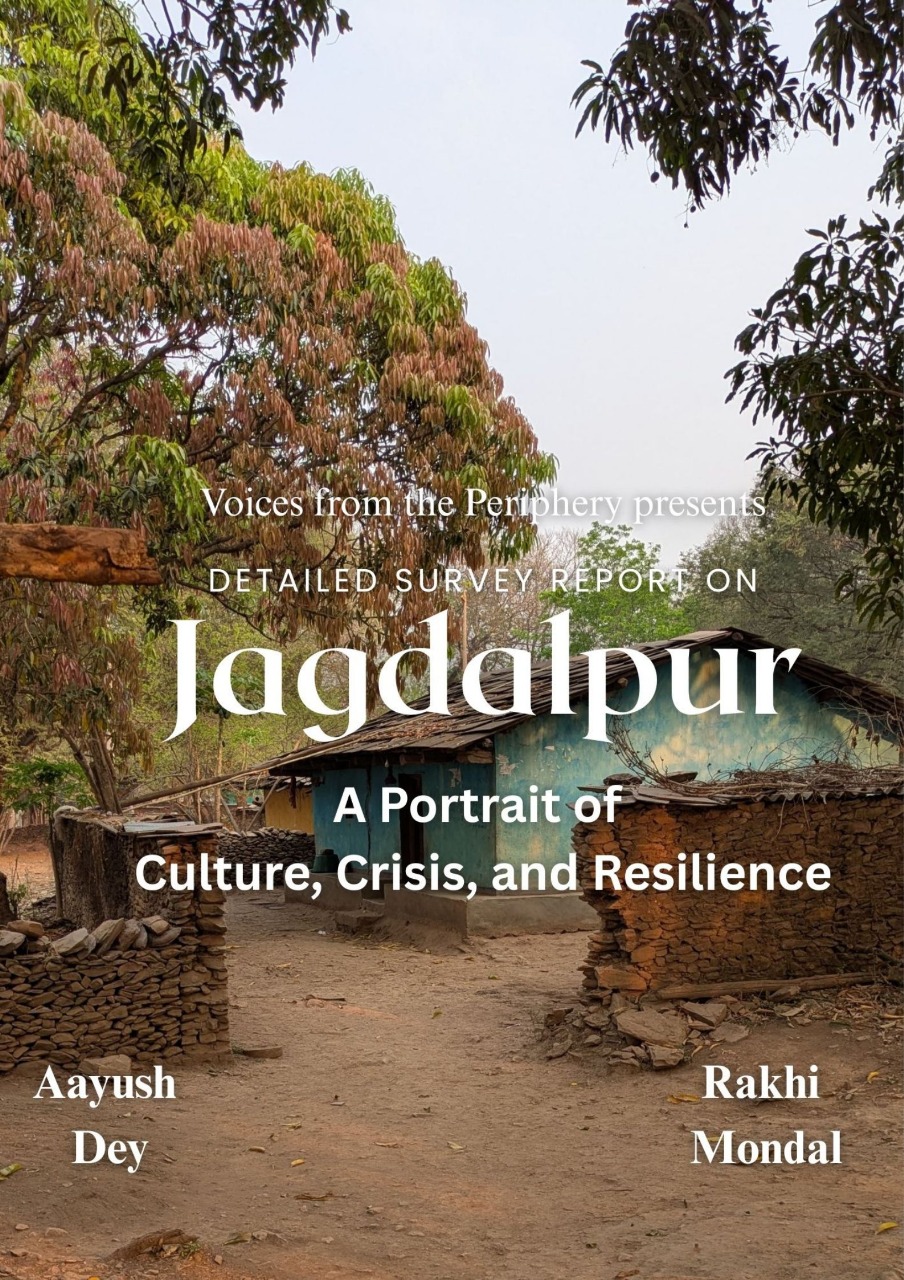 Voices from the Periphery presents
DETAILED SURVEY REPORT ON
Jagdalpur
A Portrait of
Culture, Crisis, and Resilience
Aayush
Dey
Rakhi
Mondal